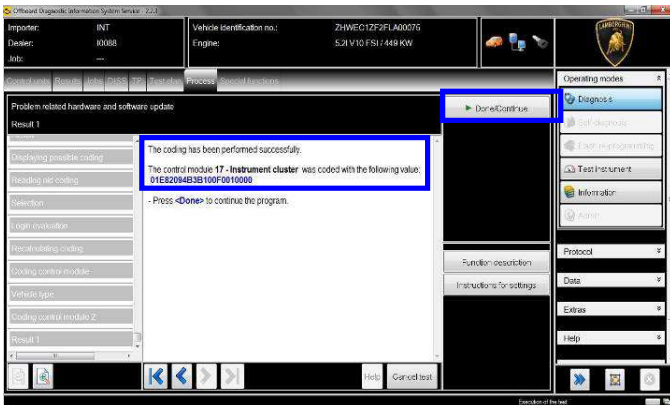 Offboard Diagnostic Information System Service - 2.2.1
Importer: INT
Dealer: 10088
Job: ---
Vehicle identification no.: ZHWEC1ZF2FLA00076
Engine: 5.2l V10 FSI / 449 KW
LAMBORGHINI
Control units Results Jobs DISS TP Test plan Process Special functions
Problem related hardware and software update
Result 1
Displaying possible coding
Reading old coding
Selection
Login evaluation
Recalculating coding
Coding control module
Vehicle type
Coding control module 2
Result 1
The coding has been performed successfully.
The control module 17 - Instrument cluster was coded with the following value:
01E82094B3B100F0010000
- Press <Done> to continue the program.
Done/Continue
Function description
Instructions for settings
Help
Cancel test
Operating modes
Diagnosis
Self-diagnosis
Flash reprogramming
Test instrument
Information
Admin
Protocol
Data
Extras
Help
Execution of the test